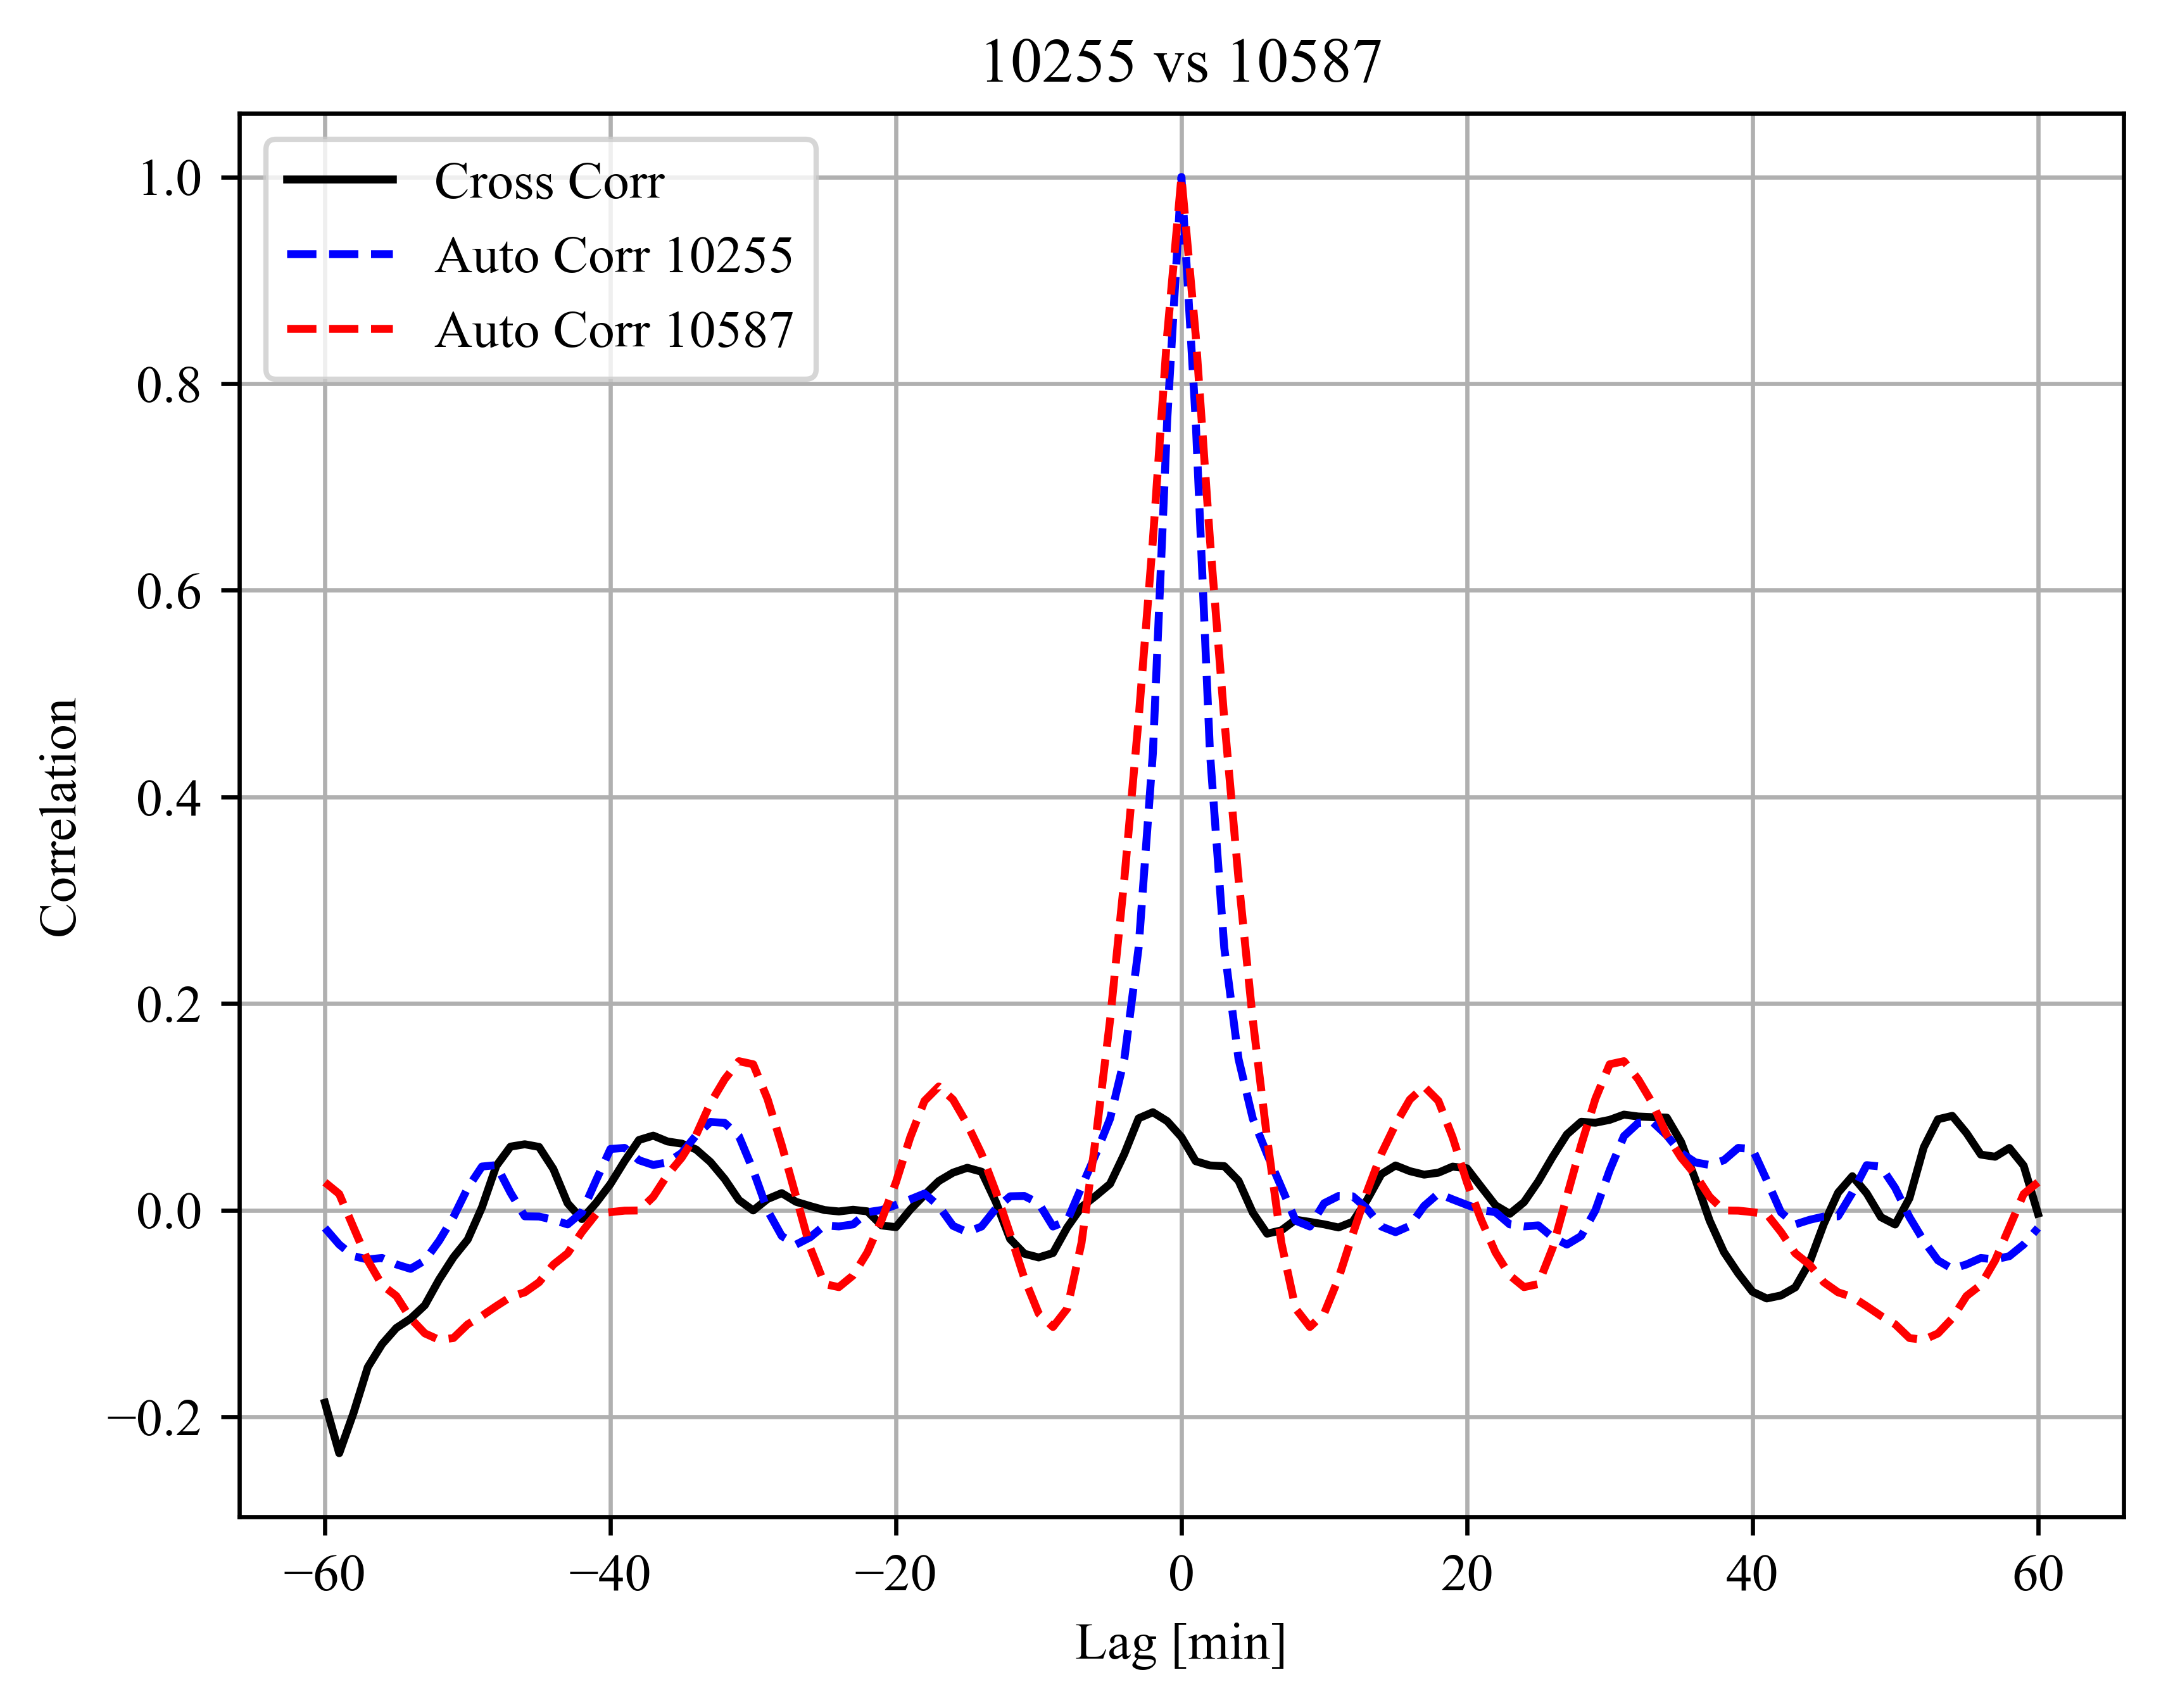 10255 vs 10587
Cross Corr
Auto Corr 10255
Auto Corr 10587
1.0
0.8
0.6
0.4
0.2
0.0
−0.2
Correlation
−60
−40
−20
0
20
40
60
Lag [min]